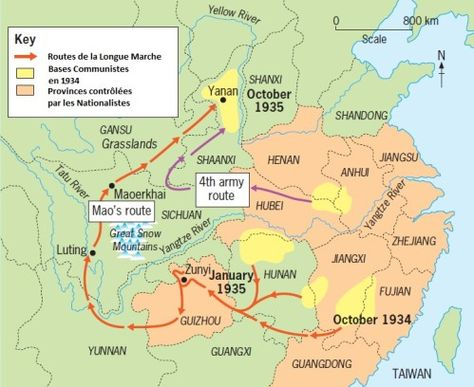 Yellow River
0
800 km
Scale
N
Key
Routes de la Longue Marche
Bases Communistes
en 1934
Provinces contrôlées
par les Nationalistes
Yanan
SHANXI
October
1935
SHANDONG
GANSU
Grasslands
SHAANXI
HENAN
JIANGSU
ANHUI
Tatu River
Maoerkhai
4th army
route
Mao's route
SICHUAN
HUBEI
Yangtze River
Great Snow
Mountains
Yangtze River
ZHEJIANG
Luting
Zunyi
January
1935
HUNAN
JIANGXI
FUJIAN
GUIZHOU
October 1934
YUNNAN
GUANGXI
GUANGDONG
TAIWAN